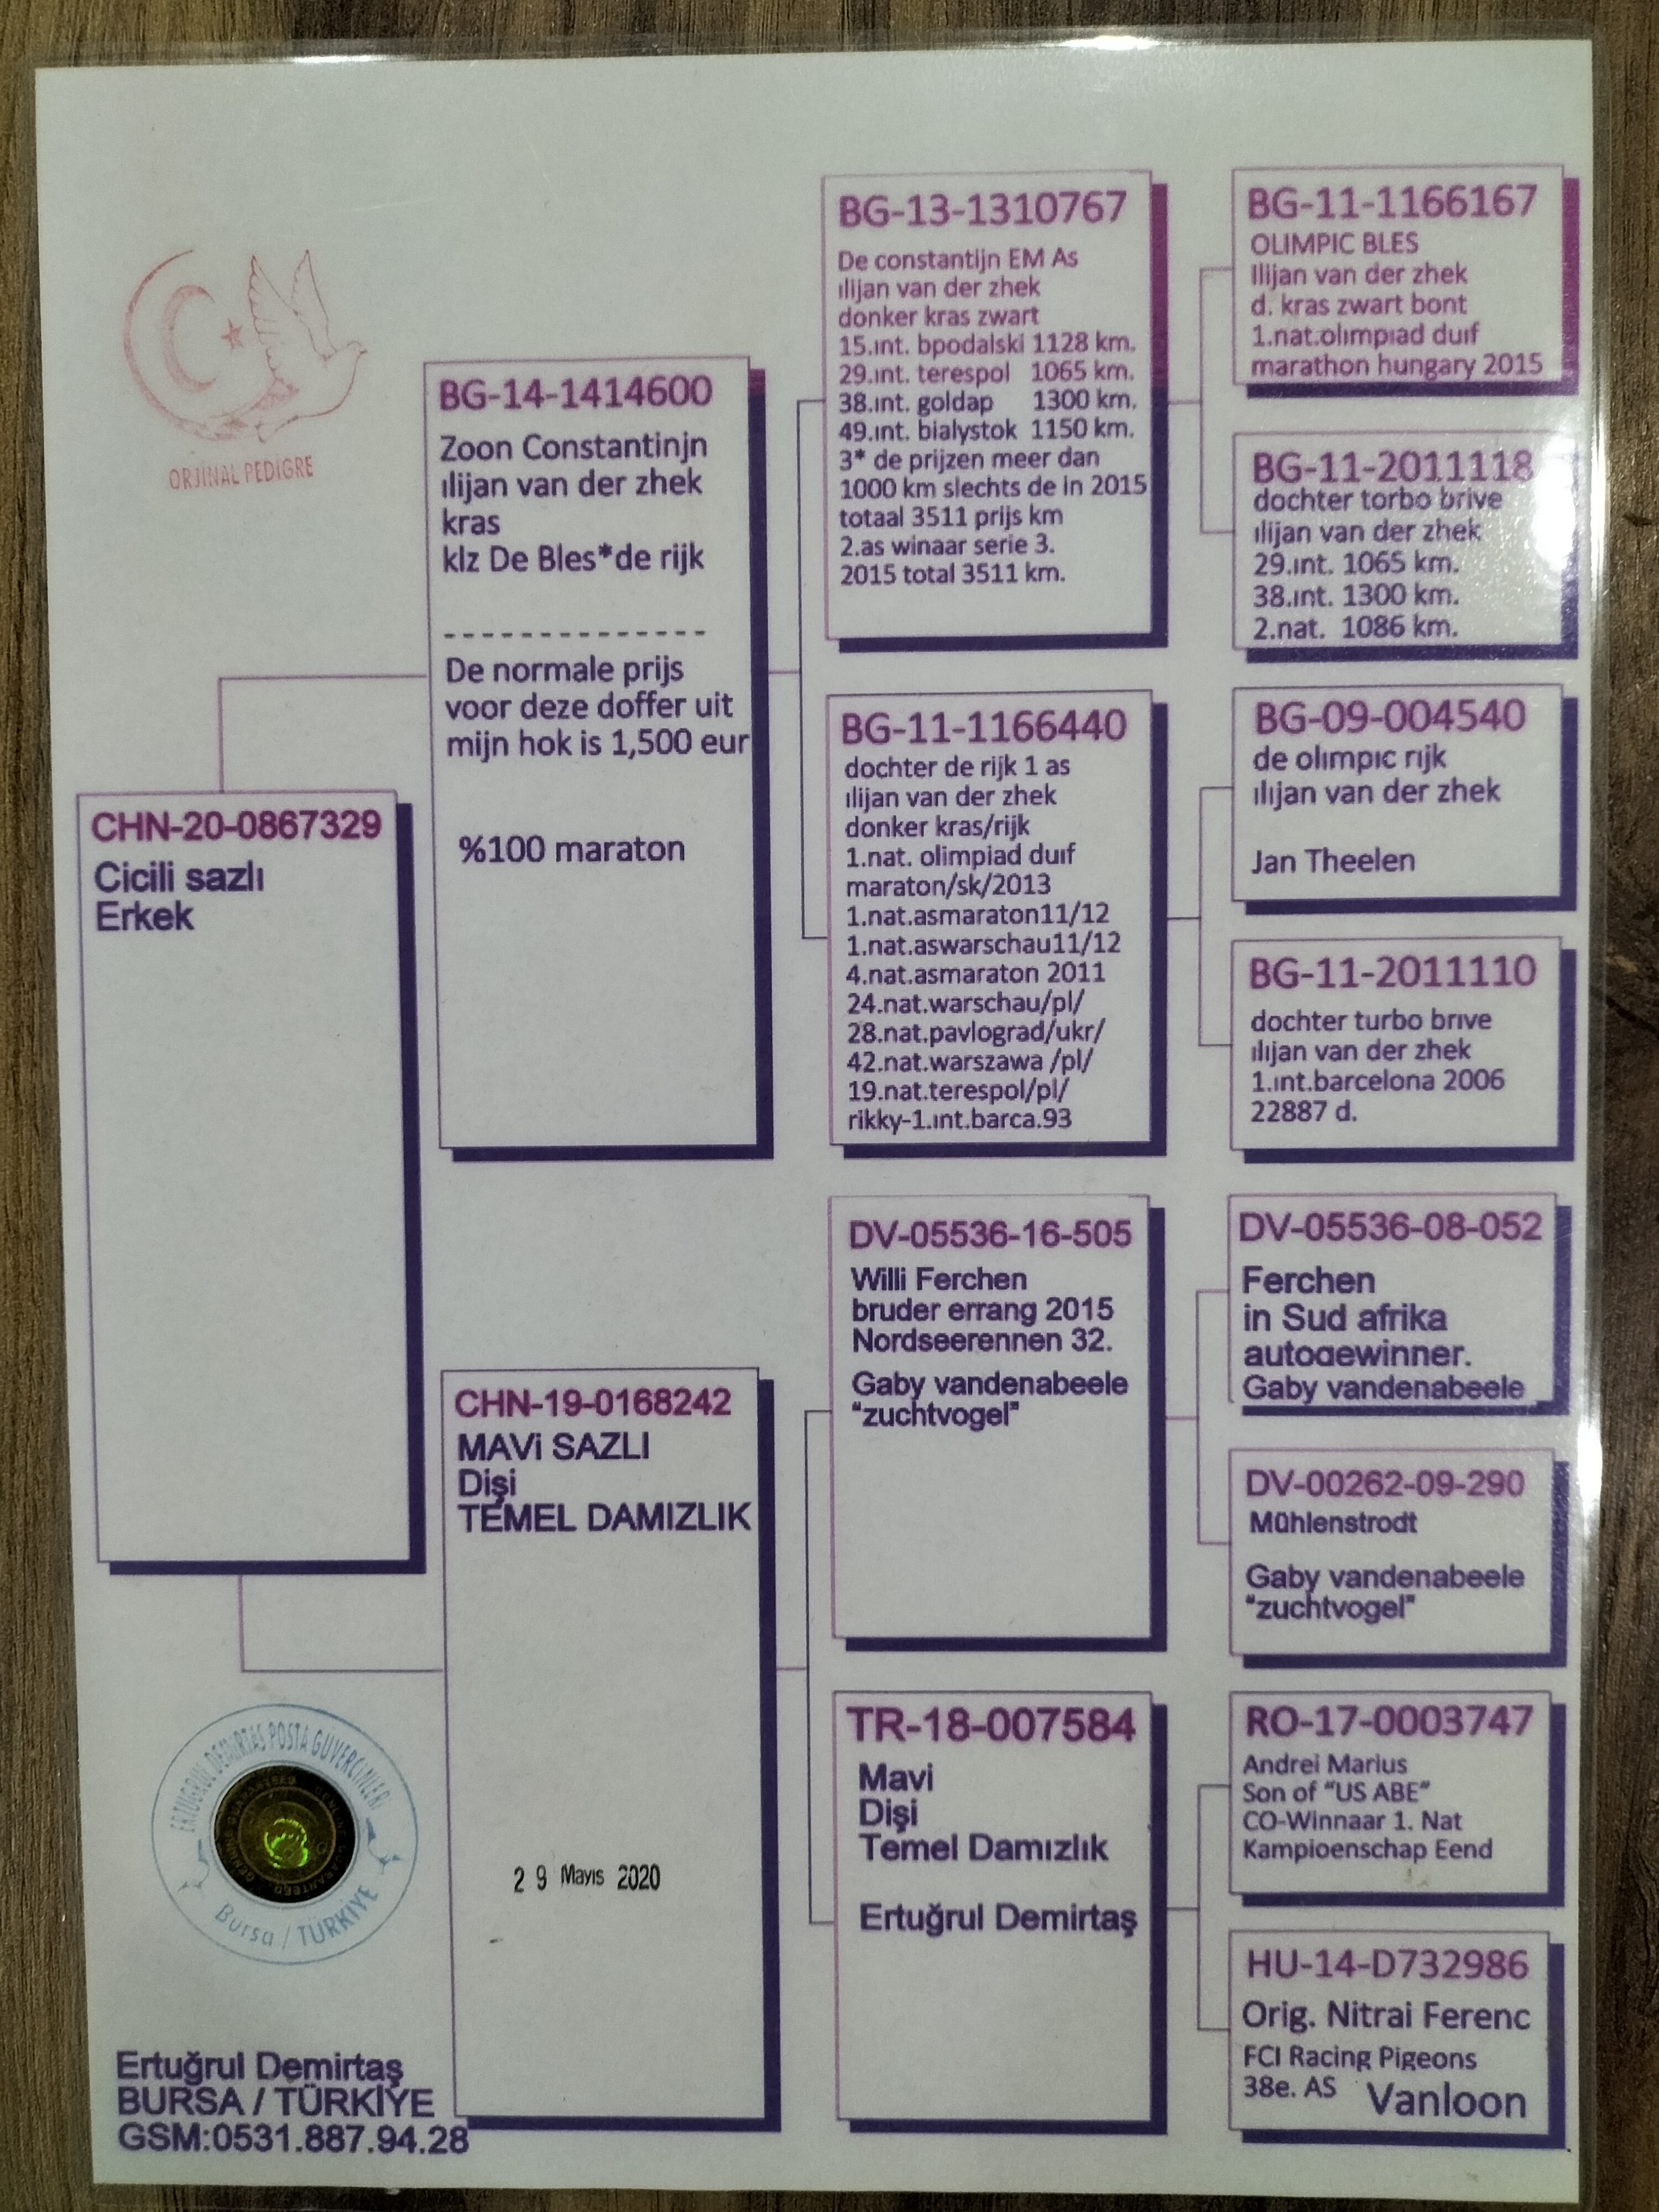 ORJINAL PEDIGRE
CHN-20-0867329
Cicili sazlı
Erkek
BG-14-1414600
Zoon Constantinjn
ılijan van der zhek
kras
klz De Bles*de rijk
--------------
De normale prijs
voor deze doffer uit
mijn hok is 1,500 eur
%100 maraton
CHN-19-0168242
MAVi SAZLI
Dişi
TEMEL DAMIZLIK
29 Mayıs 2020
BG-13-1310767
De constantijn EM As
ılijan van der zhek
donker kras zwart
15.ınt. bpodalski 1128 km.
29.ınt. terespol 1065 km.
38.ınt. goldap 1300 km.
49.ınt. bialystok 1150 km.
3* de prijzen meer dan
1000 km slechts de in 2015
totaal 3511 prijs km
2.as winaar serie 3.
2015 total 3511 km.
BG-11-1166440
dochter de rijk 1 as
ılijan van der zhek
donker kras/rijk
1.nat. olimpiad duıf
maraton/sk/2013
1.nat.asmaraton11/12
1.nat.aswarschau11/12
4.nat.asmaraton 2011
24.nat.warschau/pl/
28.nat.pavlograd/ukr/
42.nat.warszawa /pl/
19.nat.terespol/pl/
rikky-1.ınt.barca.93
DV-05536-16-505
Willi Ferchen
bruder errang 2015
Nordseerennen 32.
Gaby vandenabeele
"zuchtvogel"
TR-18-007584
Mavi
Dişi
Temel Damızlık
Ertuğrul Demirtaş
BG-11-1166167
OLIMPIC BLES
Ilijan van der zhek
d. kras zwart bont
1.nat.olımpıad duıf
marathon hungary 2015
BG-11-2011118
dochter torbo brive
ılijan van der zhek
29.ınt. 1065 km.
38.ınt. 1300 km.
2.nat. 1086 km.
BG-09-004540
de olımpıc rıjk
ılıjan van der zhek
Jan Theelen
BG-11-2011110
dochter turbo brıve
ılıjan van der zhek
1.ınt.barcelona 2006
22887 d.
DV-05536-08-052
Ferchen
in Sud afrika
autogewinner.
Gaby vandenabeele
DV-00262-09-290
Mühlenstrodt
Gaby vandenabeele
"zuchtvogel"
RO-17-0003747
Andrei Marius
Son of "US ABE"
CO-Winnaar 1. Nat
Kampioenschap Eend
HU-14-D732986
Orig. Nitrai Ferenc
FCI Racing Pigeons
38e. AS Vanloon
ERTUĞRUL DEMİRTAŞ POSTA GÜVERCİNLERİ
Bursa / TÜRKİYE
Ertuğrul Demirtaş
BURSA / TÜRKİYE
GSM:0531.887.94.28